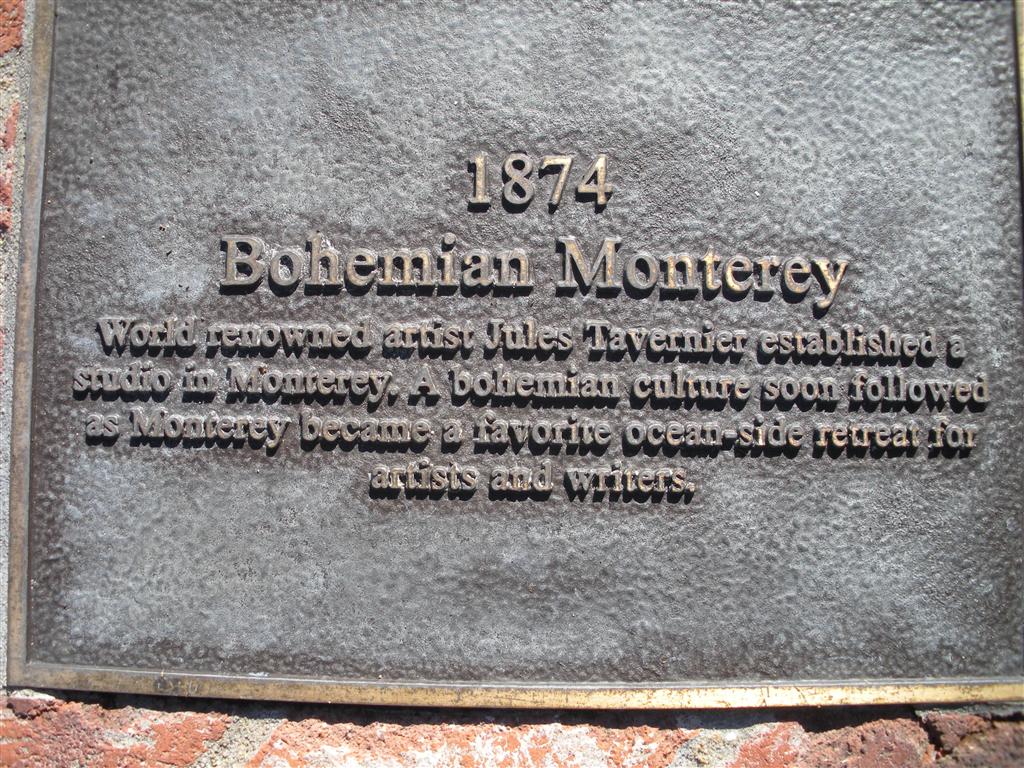 1874
Bohemian Monterey
World renowned artist Jules Tavernier established a
studio in Monterey. A bohemian culture soon followed
as Monterey became a favorite ocean-side retreat for
artists and writers.